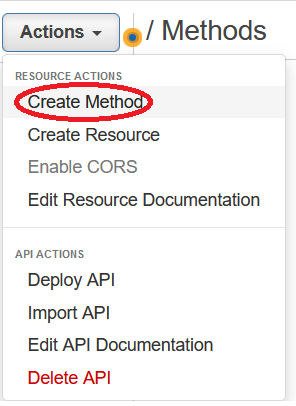 Actions
/ Methods
RESOURCE ACTIONS
Create Method
Create Resource
Enable CORS
Edit Resource Documentation
API ACTIONS
Deploy API
Import API
Edit API Documentation
Delete API